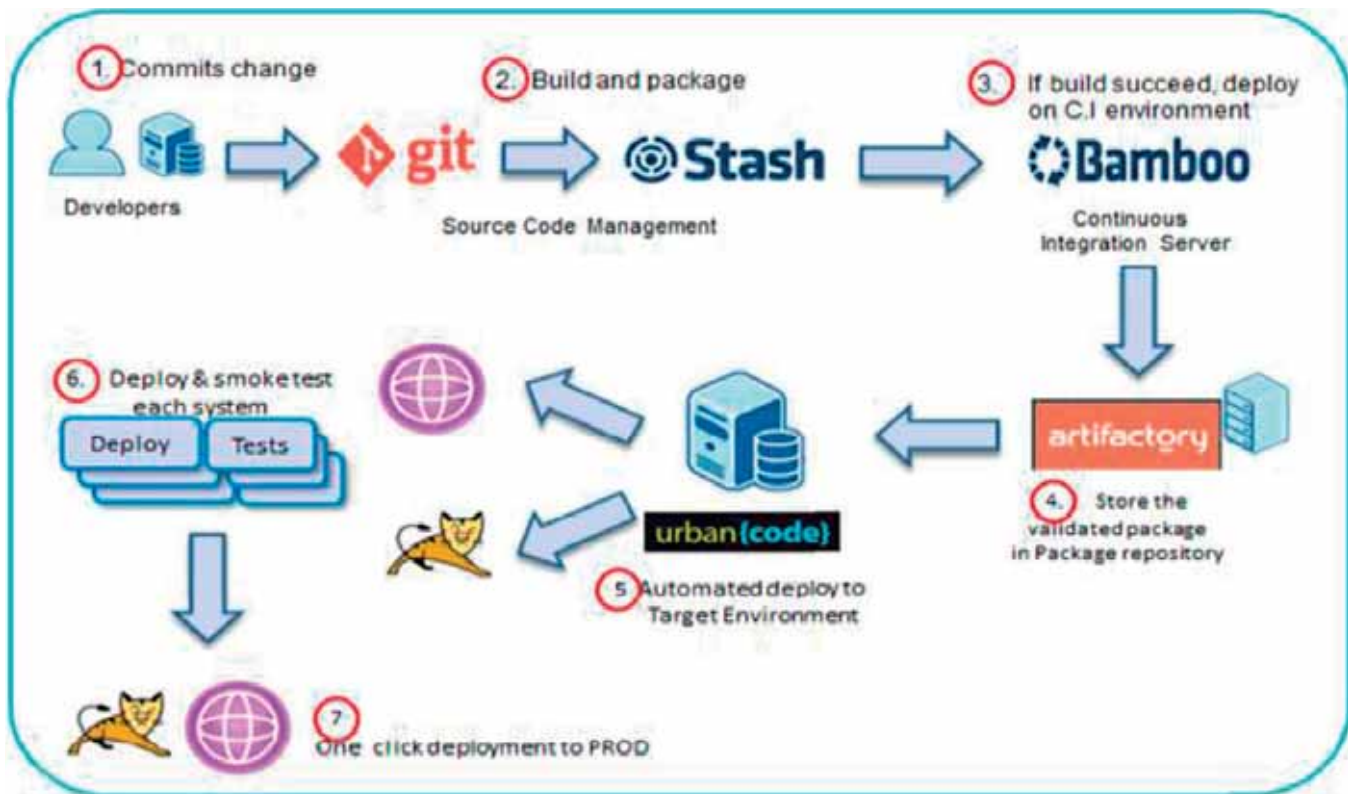 1. Commits change
2. Build and package
3. If build succeed, deploy
on C.I environment
git
Stash
Bamboo
Developers
Source Code Management
Continuous
Integration Server
6. Deploy & smoke test
each system
Deploy
Tests
artifactory
4. Store the
validated package
in Package repository
urban{code}
5 Automated deploy to
Target Environment
7
One click deployment to PROD